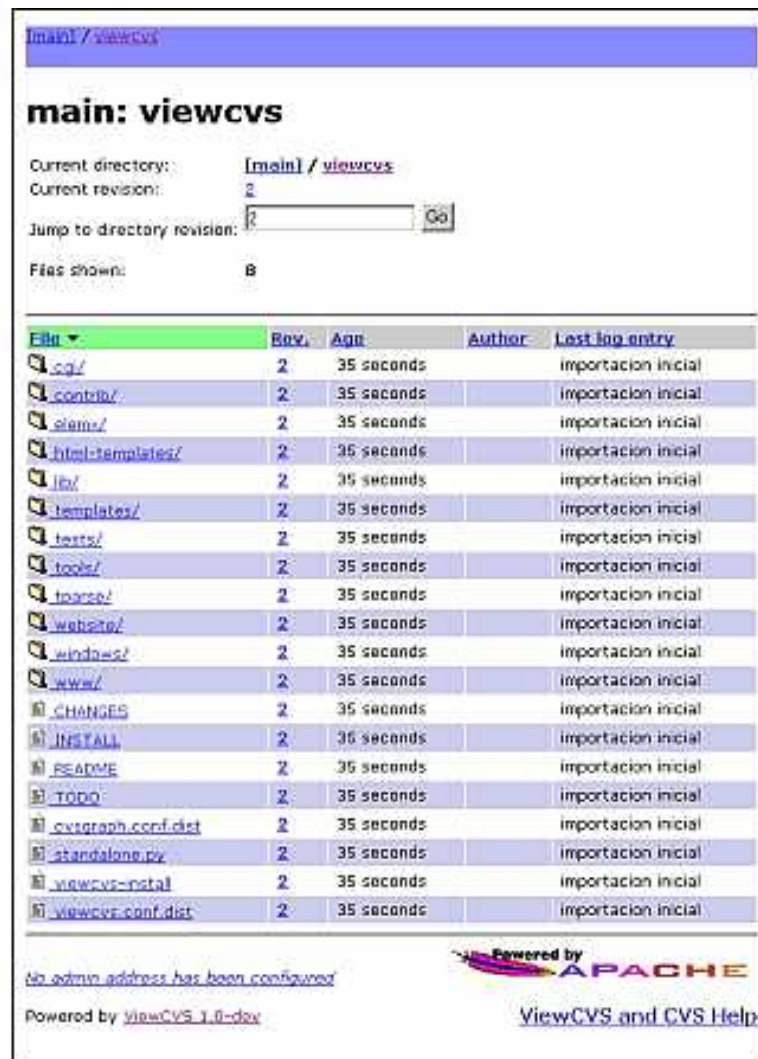 [main] / viewcvs
main: viewcvs
Current directory: [main] / viewcvs
Current revision: 2
Jump to directory revision: 2 Go
Files shown: 8
File Rev. Age Author Last log entry
cgi/ 2 35 seconds importacion inicial
contrib/ 2 35 seconds importacion inicial
elemx/ 2 35 seconds importacion inicial
html-templates/ 2 35 seconds importacion inicial
lib/ 2 35 seconds importacion inicial
templates/ 2 35 seconds importacion inicial
tests/ 2 35 seconds importacion inicial
tools/ 2 35 seconds importacion inicial
tparse/ 2 35 seconds importacion inicial
website/ 2 35 seconds importacion inicial
windows/ 2 35 seconds importacion inicial
www/ 2 35 seconds importacion inicial
CHANGES 2 35 seconds importacion inicial
INSTALL 2 35 seconds importacion inicial
README 2 35 seconds importacion inicial
TODO 2 35 seconds importacion inicial
cvsgraph.conf.dist 2 35 seconds importacion inicial
standalone.py 2 35 seconds importacion inicial
viewcvs-install 2 35 seconds importacion inicial
viewcvs.conf.dist 2 35 seconds importacion inicial
Powered by
APACHE
No admin address has been configured
Powered by ViewCVS 1.0-dev ViewCVS and CVS Help